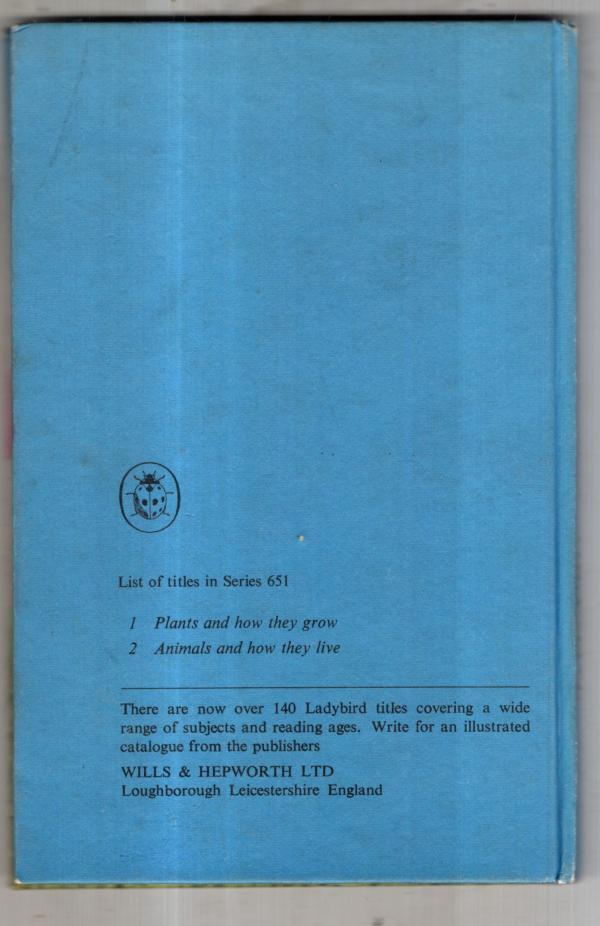 List of titles in Series 651
1 Plants and how they grow
2 Animals and how they live
There are now over 140 Ladybird titles covering a wide
range of subjects and reading ages. Write for an illustrated
catalogue from the publishers
WILLS & HEPWORTH LTD
Loughborough Leicestershire England